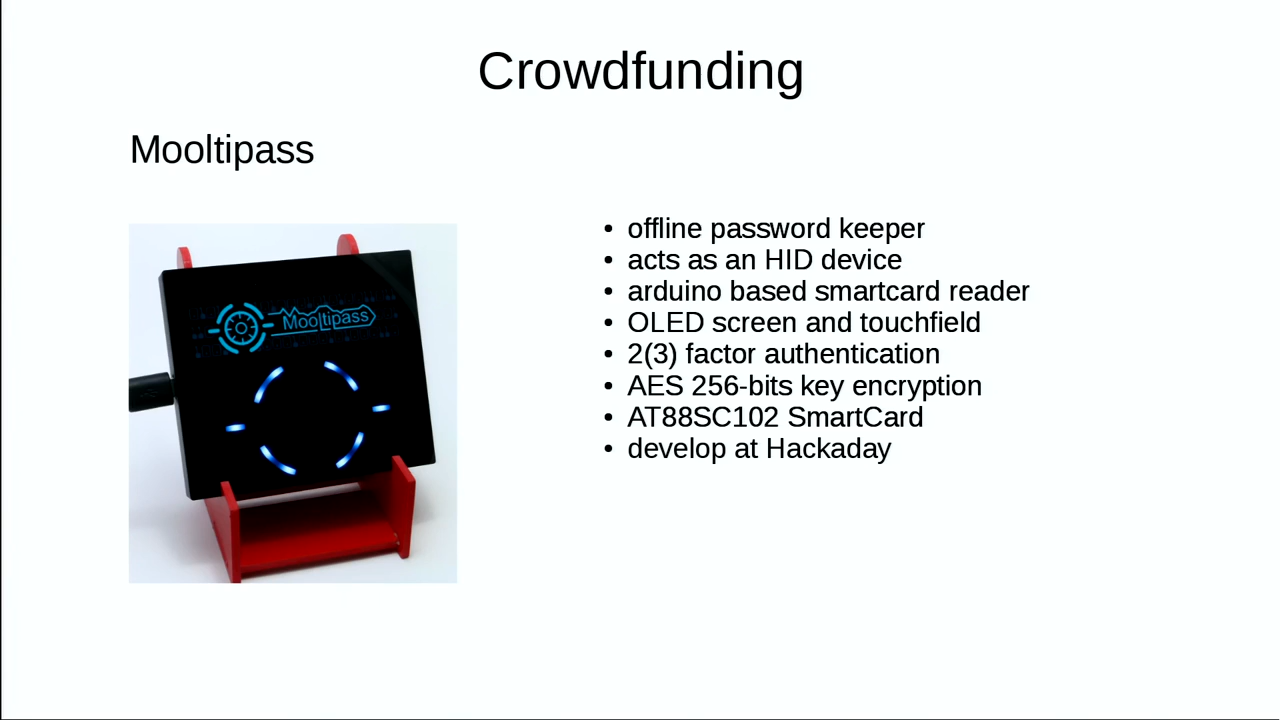 Crowdfunding
Mooltipass
Mooltipass
• offline password keeper
• acts as an HID device
• arduino based smartcard reader
• OLED screen and touchfield
• 2(3) factor authentication
• AES 256-bits key encryption
• AT88SC102 SmartCard
• develop at Hackaday